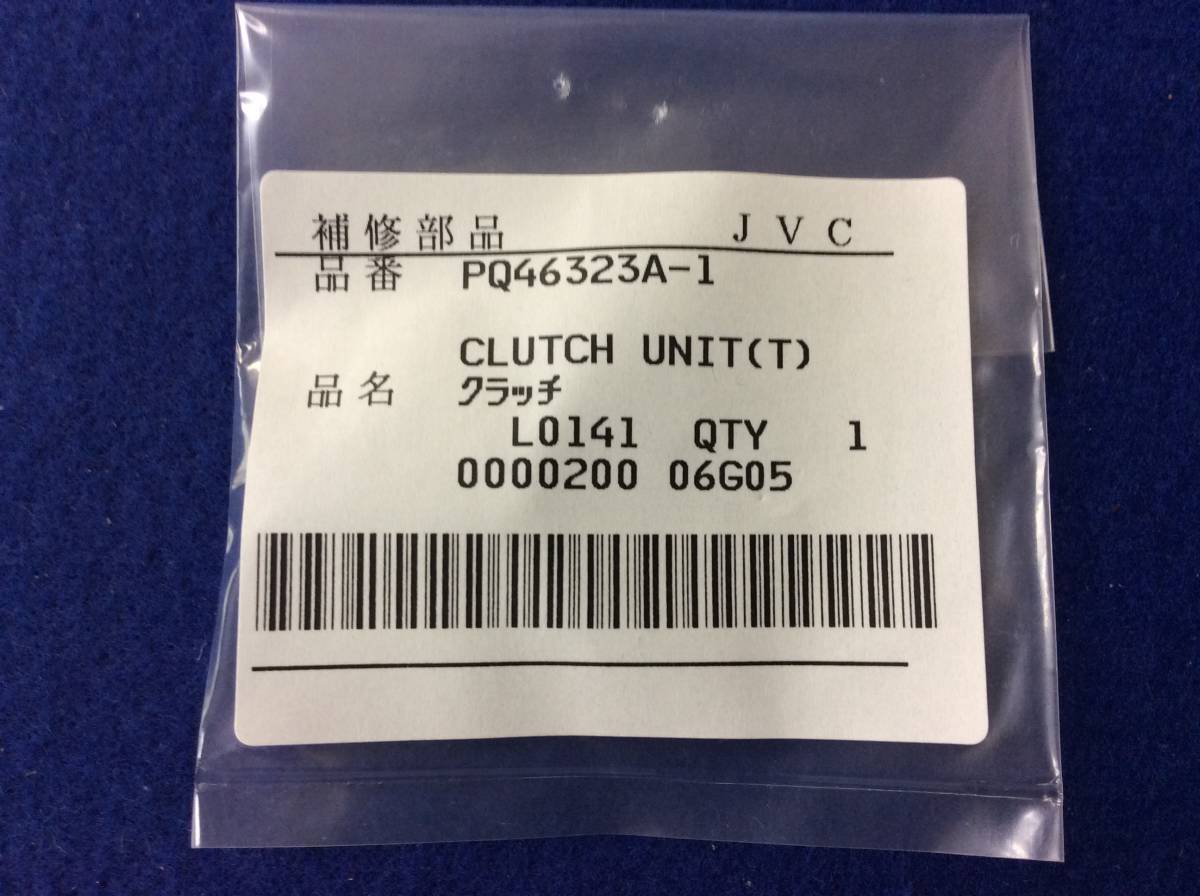 補修部品 JVC
品番 PQ46323A-1
CLUTCH UNIT(T)
品名 クラッチ
L0141 QTY 1
0000200 06G05